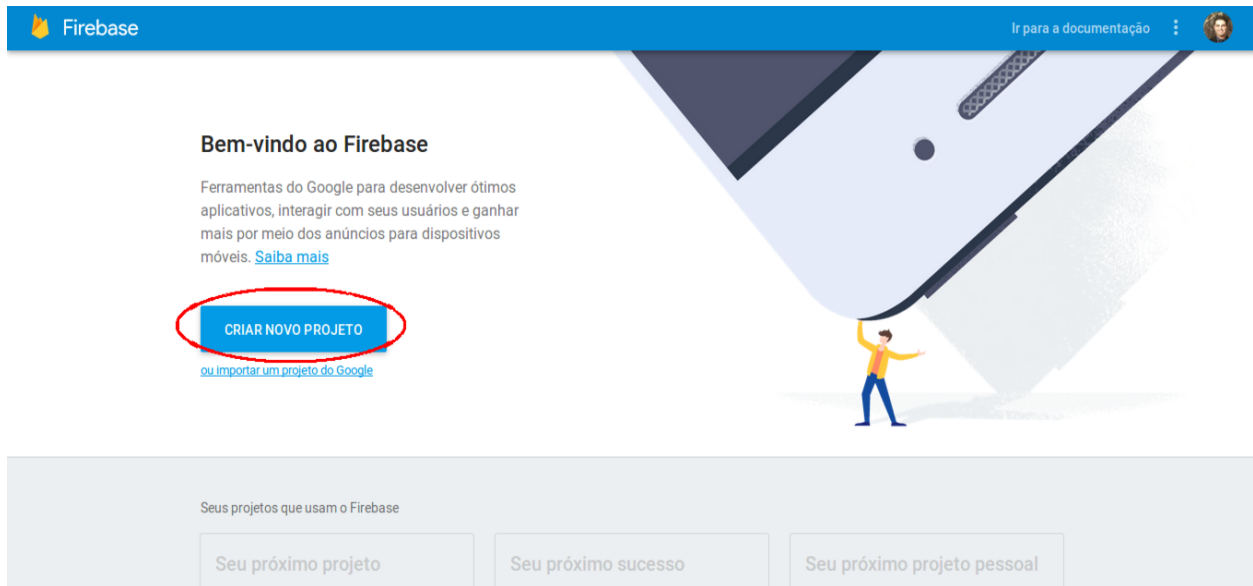 Firebase
Ir para a documentação
Bem-vindo ao Firebase
Ferramentas do Google para desenvolver ótimos
aplicativos, interagir com seus usuários e ganhar
mais por meio dos anúncios para dispositivos
móveis. Saiba mais
CRIAR NOVO PROJETO
ou importar um projeto do Google
Seus projetos que usam o Firebase
Seu próximo projeto
Seu próximo sucesso
Seu próximo projeto pessoal